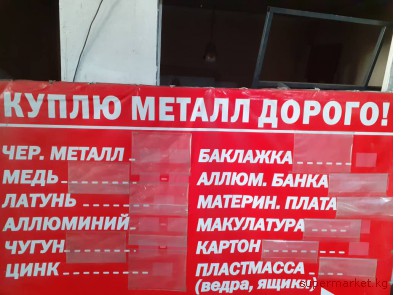 КУПЛЮ МЕТАЛЛ ДОРОГО!
ЧЕР. МЕТАЛЛ
МЕДЬ
ЛАТУНЬ
АЛЛЮМИНИЙ
ЧУГУН
ЦИНК
БАКЛАЖКА
АЛЛЮМ. БАНКА
МАТЕРИН. ПЛАТА
МАКУЛАТУРА
КАРТОН
ПЛАСТМАССА
(ведра, ящик
supermarket.kg